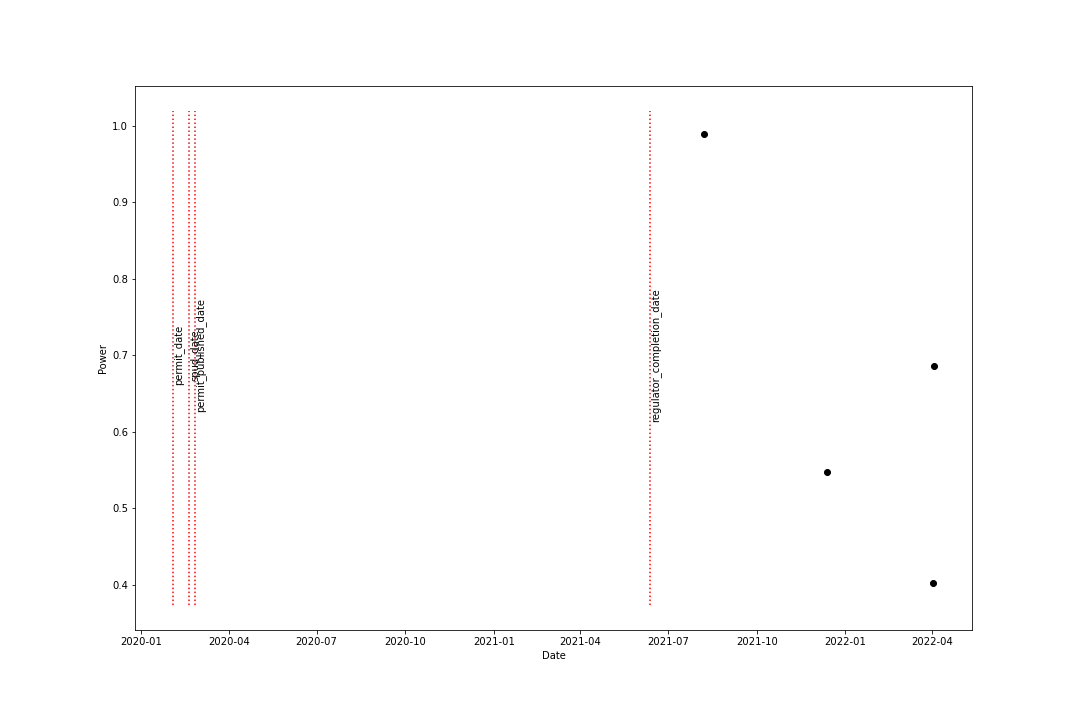 1.0
0.9
0.8
0.7
0.6
0.5
0.4
Power
permit_date
spud_date
permit_published_date
regulator_completion_date
2020-01
2020-04
2020-07
2020-10
2021-01
2021-04
2021-07
2021-10
2022-01
2022-04
Date